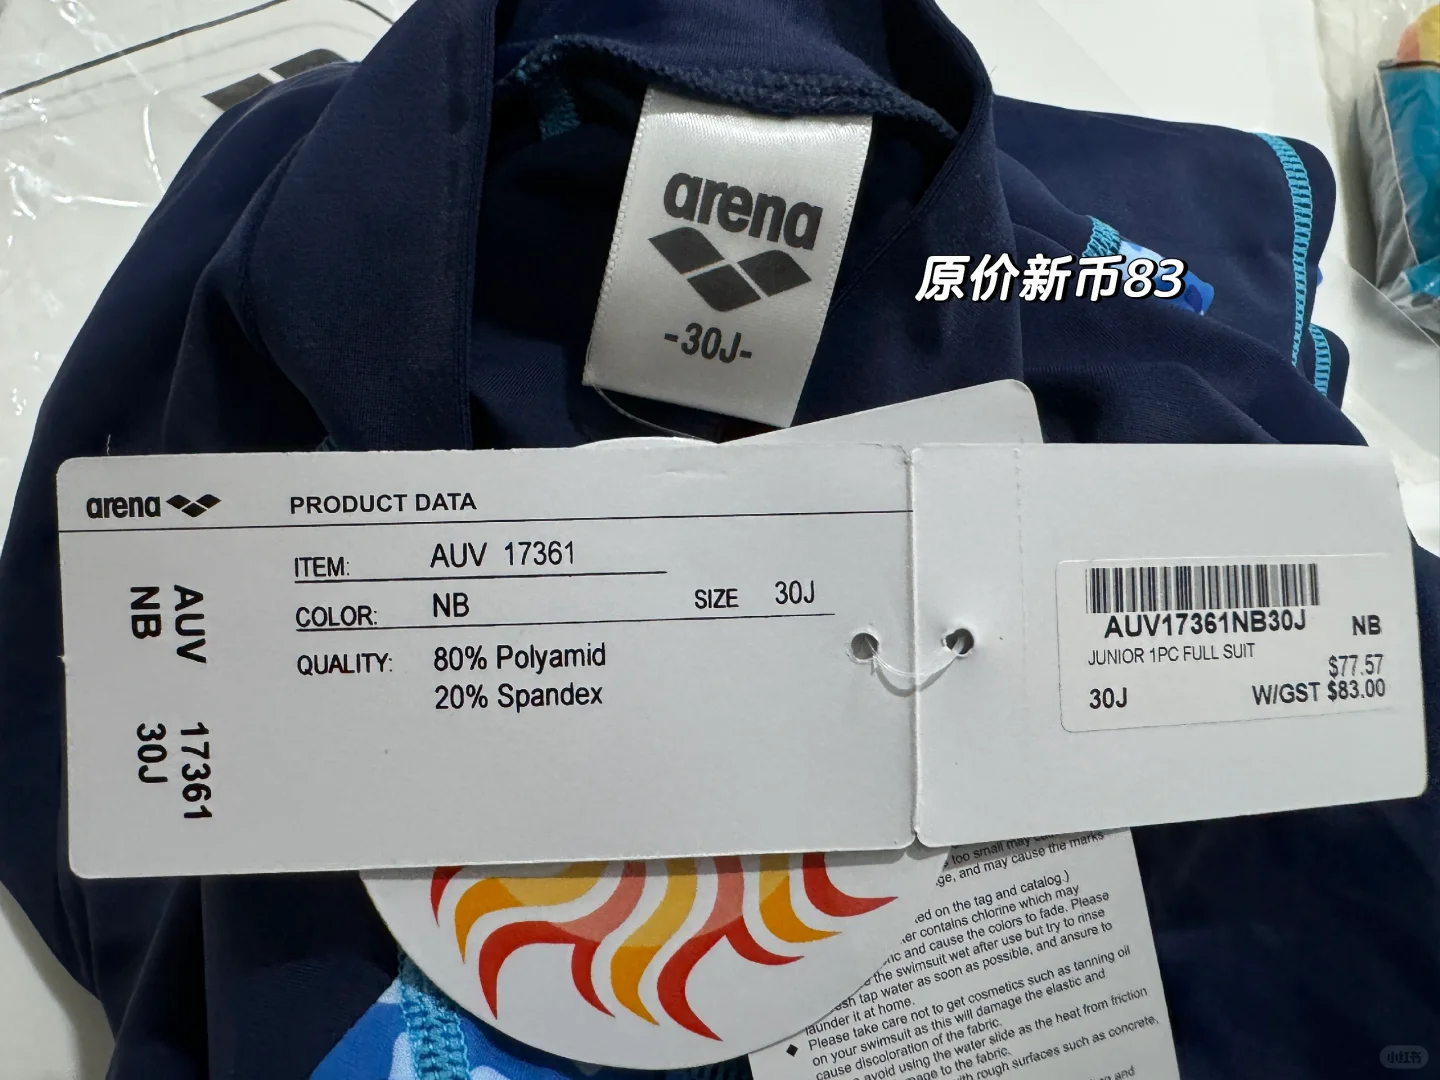 arena
-30J-
原价新币83
arena
PRODUCT DATA
ITEM: AUV 17361
COLOR: NB SIZE 30J
QUALITY: 80% Polyamid
20% Spandex
AUV 17361
NB 30J
AUV17361NB30J NB
JUNIOR 1PC FULL SUIT
$77.57
30J W/GST $83.00
too small may
and may cause the marks
on the tag and catalog.)
contains chlorine which may
and cause the colors to fade. Please
the swimsuit wet after use but try to rinse
tap water as soon as possible, and ansure to
launder it at home.
◆ Please take care not to get cosmetics such as tanning oil
on your swimsuit as this will damage the elastic and
cause discoloration of the fabric.
avoid using the water slide as the heat from friction
to the fabric.
rough surfaces such as concrete,
and
小红书